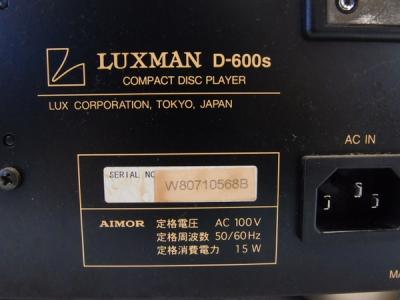 LUXMAN D-600s
COMPACT DISC PLAYER
LUX CORPORATION, TOKYO, JAPAN
AC IN
SERIAL NO
W80710568B
AIMOR 定格電圧 AC 100V
定格周波数 50/60Hz
定格消費電力 15W
MA